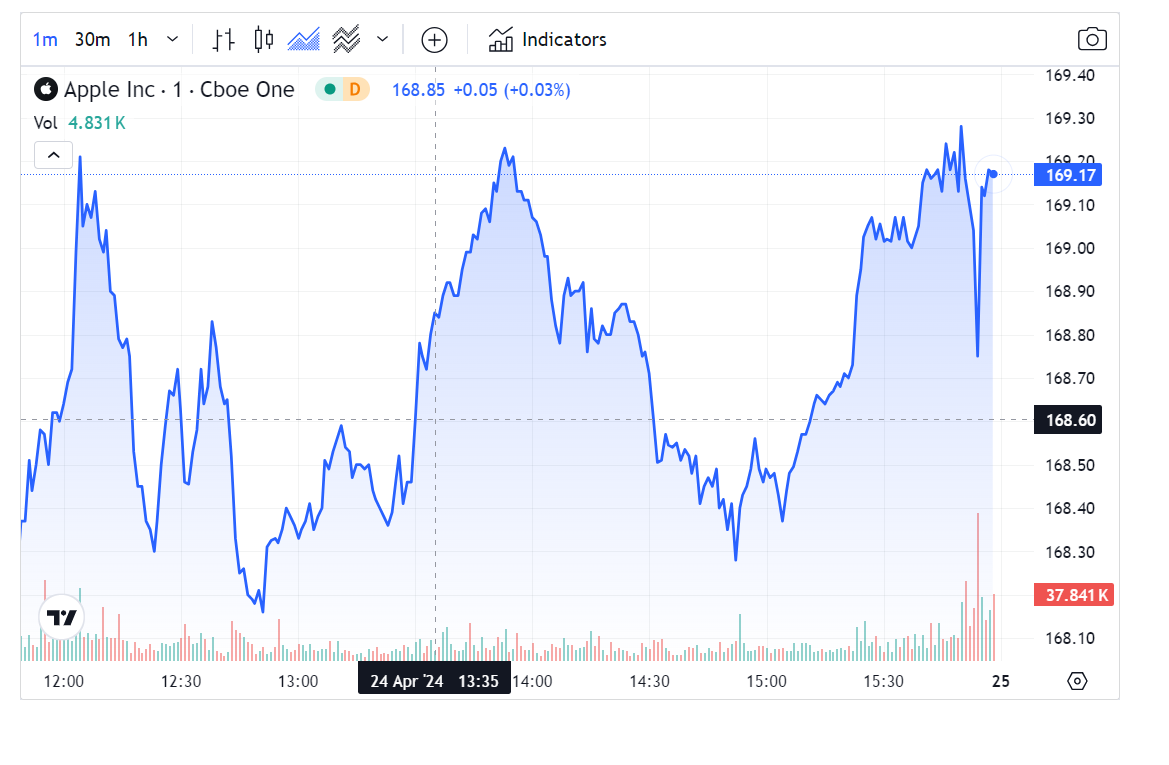 1m 30m 1h Indicators
Apple Inc · 1 · Cboe One D 168.85 +0.05 (+0.03%)
Vol 4.831 K
169.40
169.30
169.20
169.17
169.10
169.00
168.90
168.80
168.70
168.60
168.50
168.40
168.30
37.841 K
168.10
12:00 12:30 13:00 24 Apr '24 13:35 14:00 14:30 15:00 15:30 25